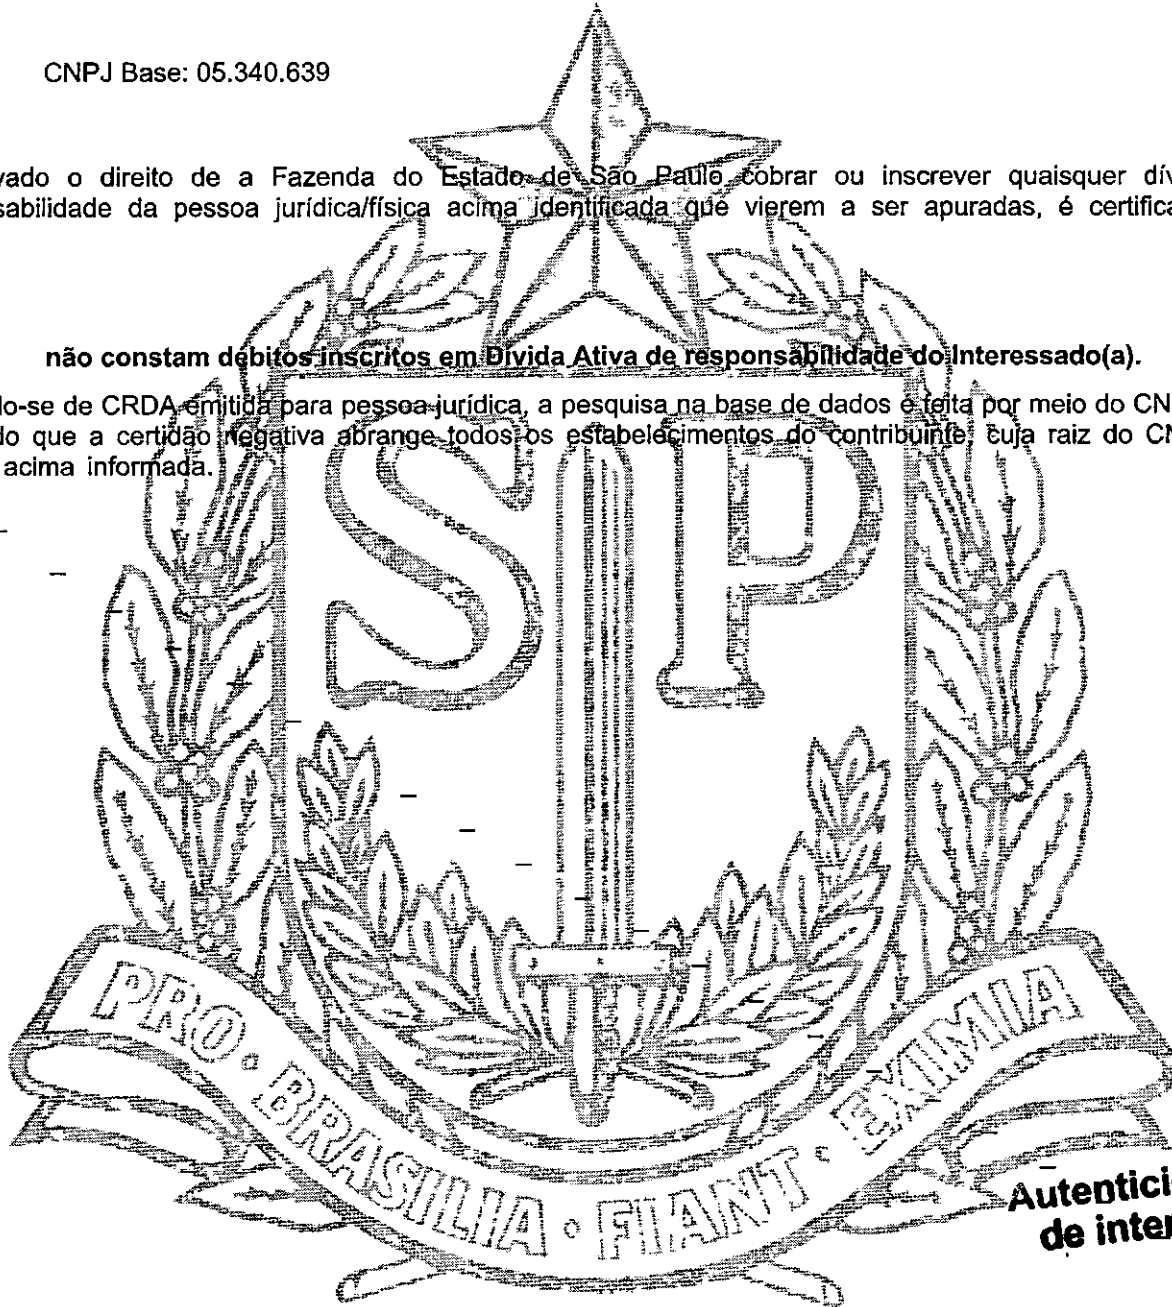 CNPJ Base: 05.340.639
vado o direito de a Fazenda do Estado de São Paulo cobrar ou inscrever quaisquer dív
sabilidade da pessoa jurídica/física acima identificada que vierem a ser apuradas, é certifica
não constam débitos inscritos em Dívida Ativa de responsabilidade do Interessado(a).
do-se de CRDA emitida para pessoa jurídica, a pesquisa na base de dados é feita por meio do CN
do que a certidão negativa abrange todos os estabelecimentos do contribuinte, cuja raiz do CN
acima informada.
SP
PRO • BRASILIA • FIANT • EXIMIA
Autentici
de inter